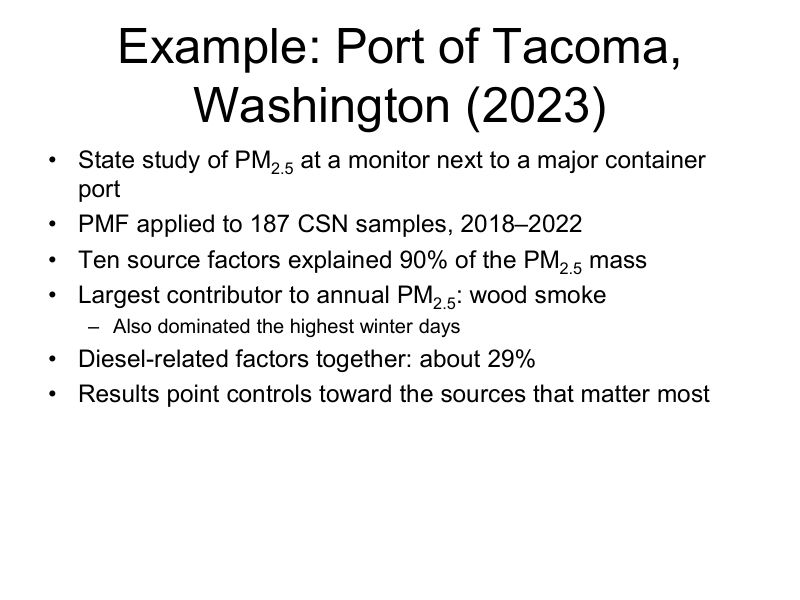 Example: Port of Tacoma,
Washington (2023)
• State study of PM2.5 at a monitor next to a major container
port
• PMF applied to 187 CSN samples, 2018–2022
• Ten source factors explained 90% of the PM2.5 mass
• Largest contributor to annual PM2.5: wood smoke
– Also dominated the highest winter days
• Diesel-related factors together: about 29%
• Results point controls toward the sources that matter most